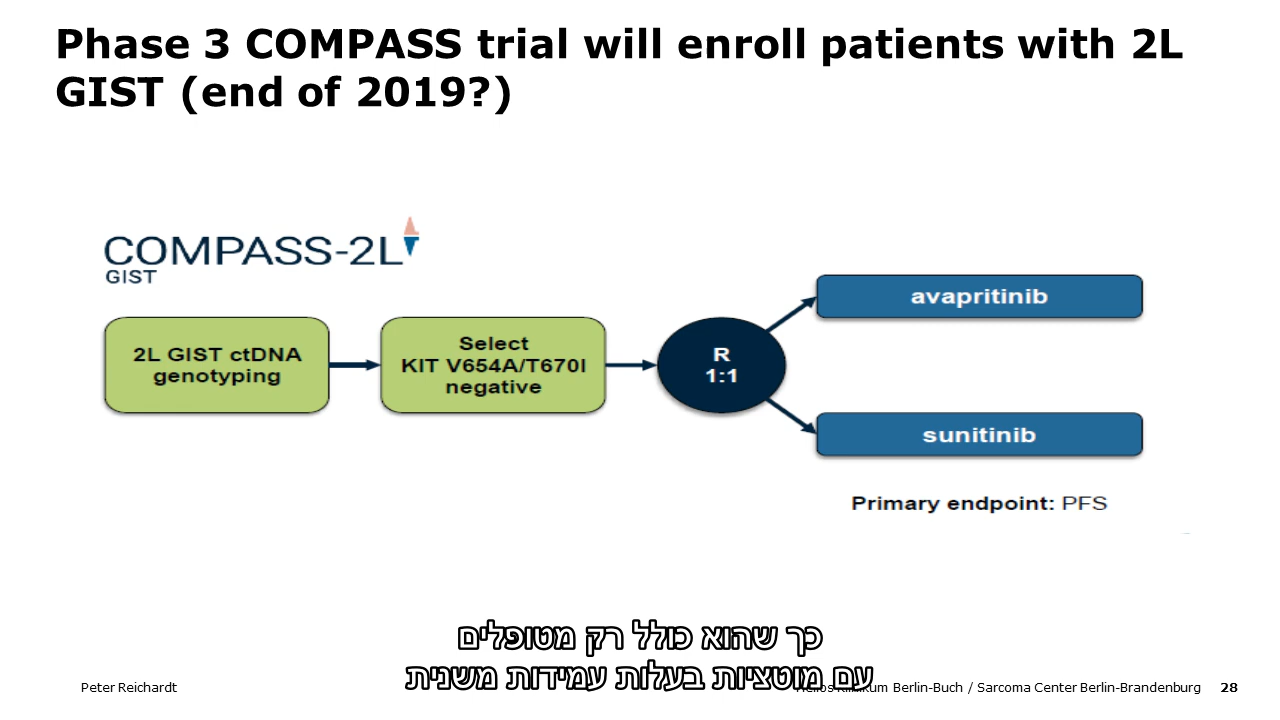 Phase 3 COMPASS trial will enroll patients with 2L
GIST (end of 2019?)
COMPASS-2L
GIST
2L GIST ctDNA
genotyping
Select
KIT V654A/T670I
negative
R
1:1
avapritinib
sunitinib
Primary endpoint: PFS
כך שהוא כולל רק מטופלים
עם מוטציות בעלות עמידות משנית
Peter Reichardt
Helios Klinikum Berlin-Buch / Sarcoma Center Berlin-Brandenburg
28